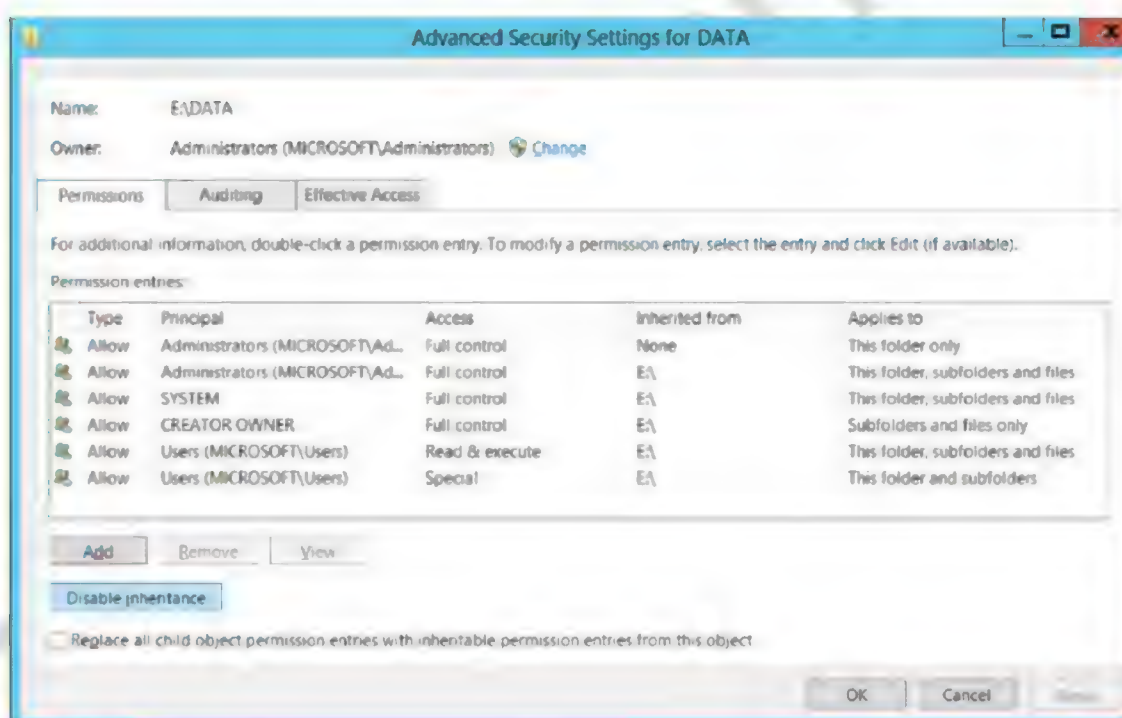 Advanced Security Settings for DATA
Name: E:\DATA
Owner: Administrators (MICROSOFT\Administrators) Change
Permissions Auditing Effective Access
For additional information, double-click a permission entry. To modify a permission entry, select the entry and click Edit (if available).
Permission entries:
Type Principal Access Inherited from Applies to
Allow Administrators (MICROSOFT\Ad... Full control None This folder only
Allow Administrators (MICROSOFT\Ad... Full control E:\ This folder, subfolders and files
Allow SYSTEM Full control E:\ This folder, subfolders and files
Allow CREATOR OWNER Full control E:\ Subfolders and files only
Allow Users (MICROSOFT\Users) Read & execute E:\ This folder, subfolders and files
Allow Users (MICROSOFT\Users) Special E:\ This folder and subfolders
Add Remove View
Disable inheritance
Replace all child object permission entries with inheritable permission entries from this object
OK Cancel